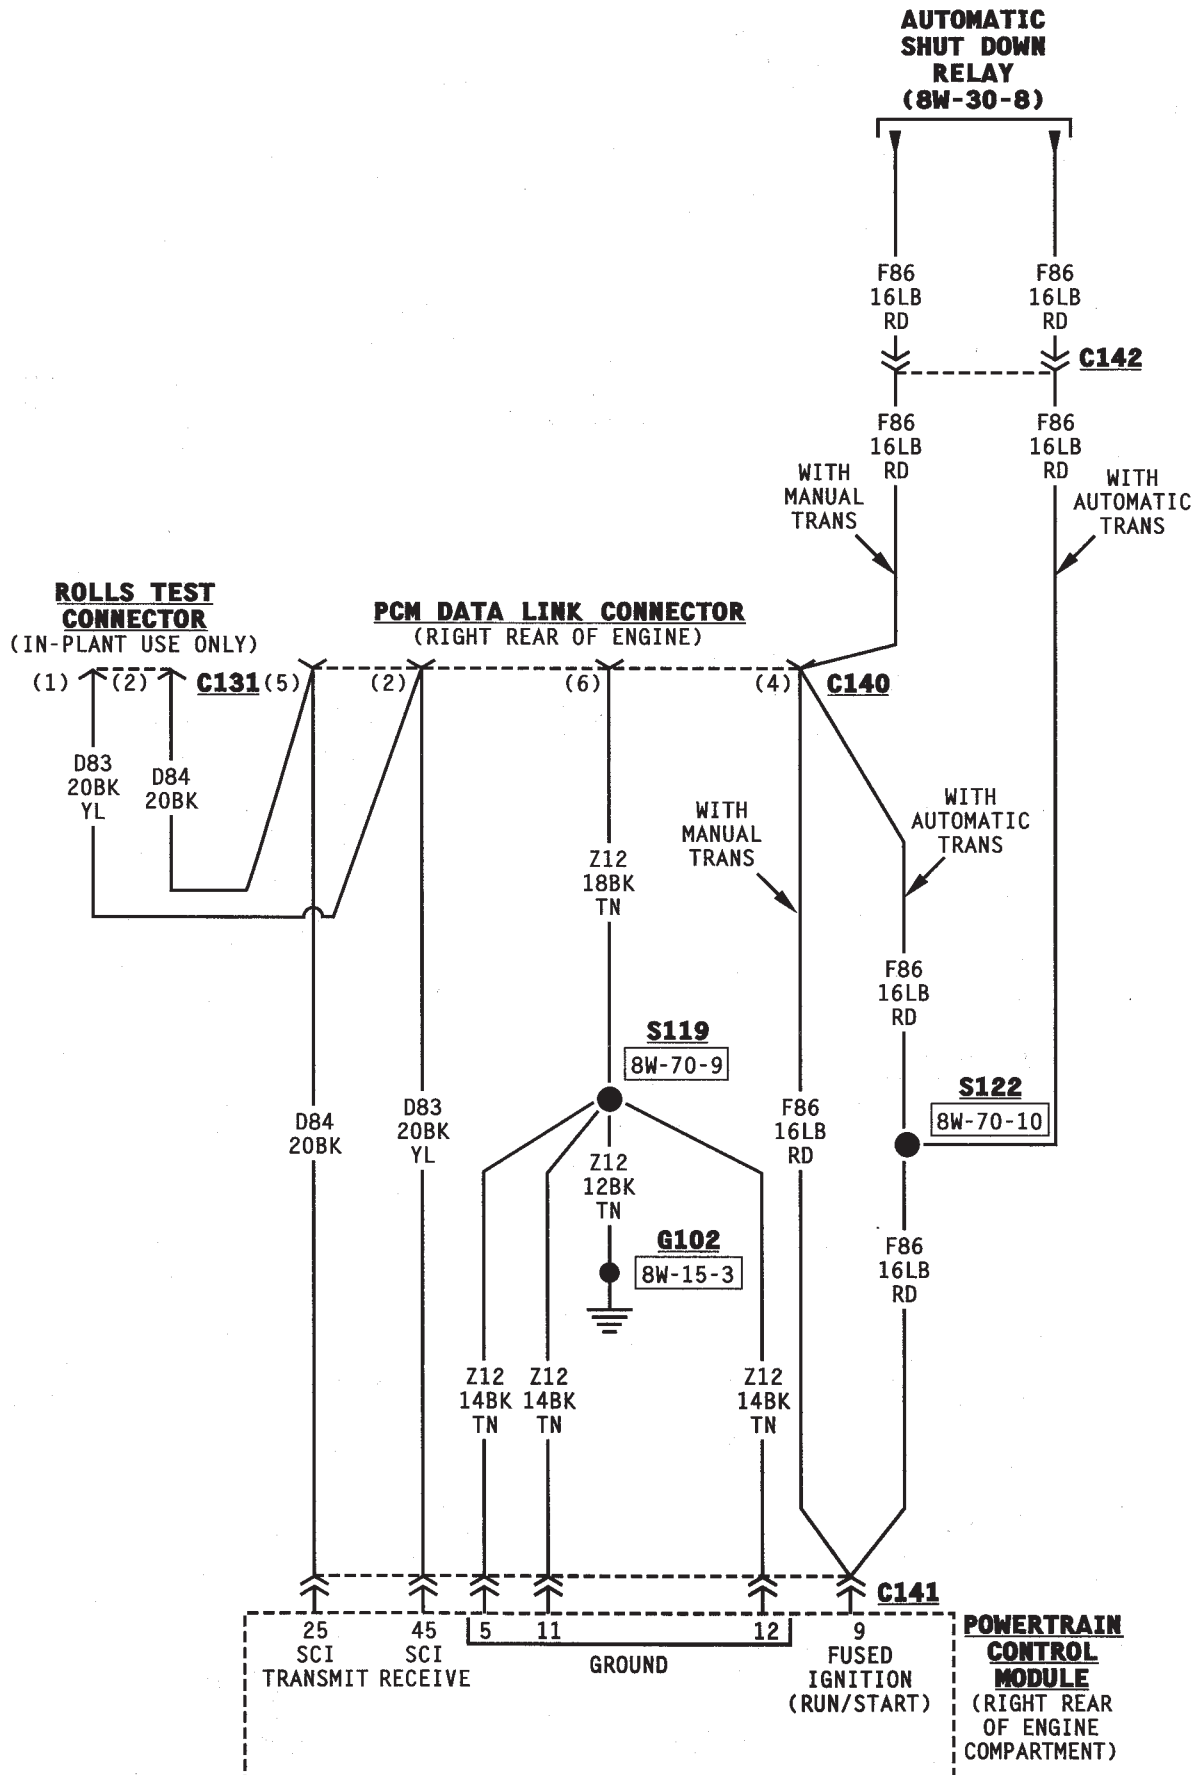 AUTOMATIC
SHUT DOWN
RELAY
(8W-30-8)
F86
16LB
RD
F86
16LB
RD
C142
F86
16LB
RD
F86
16LB
RD
WITH
MANUAL
TRANS
WITH
AUTOMATIC
TRANS
ROLLS TEST
CONNECTOR
(IN-PLANT USE ONLY)
PCM DATA LINK CONNECTOR
(RIGHT REAR OF ENGINE)
(1) (2) C131 (5) (2) (6) (4) C140
D83
20BK
YL
D84
20BK
WITH
MANUAL
TRANS
WITH
AUTOMATIC
TRANS
Z12
18BK
TN
F86
16LB
RD
S119
8W-70-9
S122
8W-70-10
D84
20BK
D83
20BK
YL
F86
16LB
RD
Z12
12BK
TN
G102
8W-15-3
F86
16LB
RD
Z12
14BK
TN
Z12
14BK
TN
Z12
14BK
TN
C141
25
SCI
TRANSMIT
45
SCI
RECEIVE
5 11 12
GROUND
9
FUSED
IGNITION
(RUN/START)
POWERTRAIN
CONTROL
MODULE
(RIGHT REAR
OF ENGINE
COMPARTMENT)